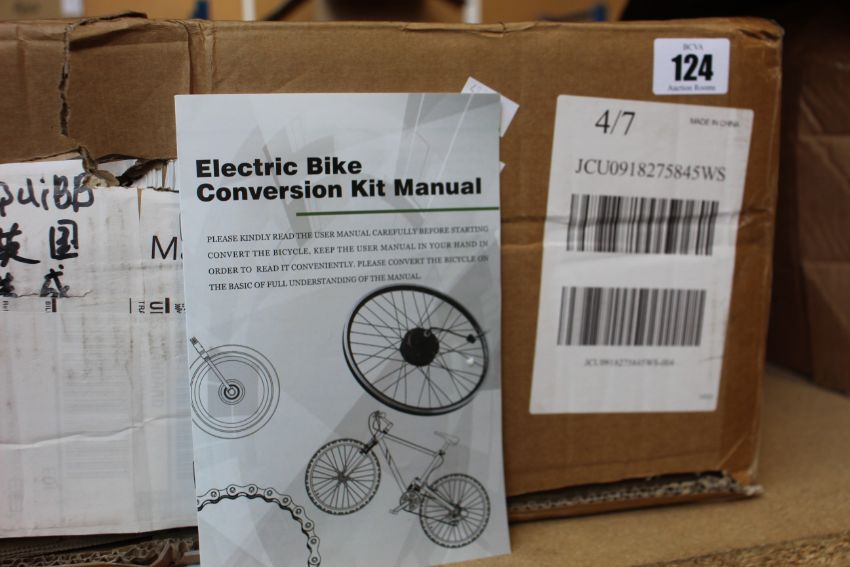 BCVA
124
Auction Rooms
4/7
MADE IN CHINA
JCU0918275845WS
JCU0918275845WS-004
Electric Bike
Conversion Kit Manual
PLEASE KINDLY READ THE USER MANUAL CAREFULLY BEFORE STARTING
CONVERT THE BICYCLE, KEEP THE USER MANUAL IN YOUR HAND IN
ORDER TO READ IT CONVENIENTLY. PLEASE CONVERT THE BICYCLE ON
THE BASIC OF FULL UNDERSTANDING OF THE MANUAL
英国